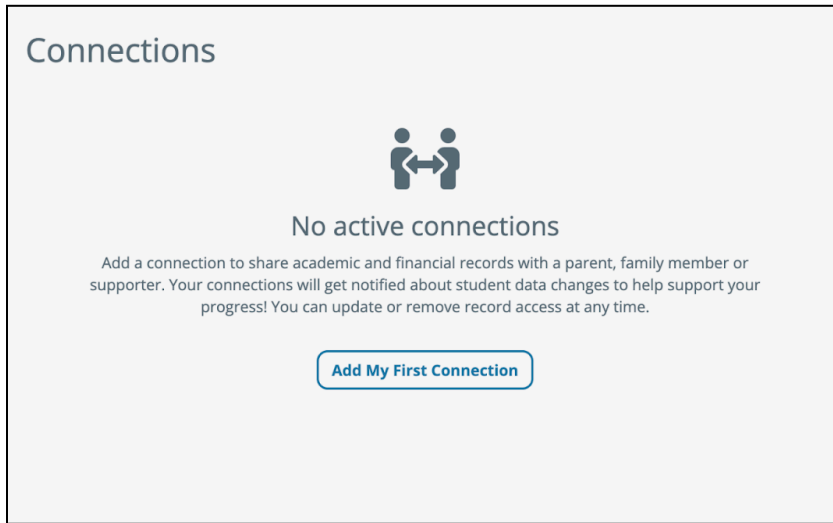 Connections
No active connections
Add a connection to share academic and financial records with a parent, family member or
supporter. Your connections will get notified about student data changes to help support your
progress! You can update or remove record access at any time.
Add My First Connection